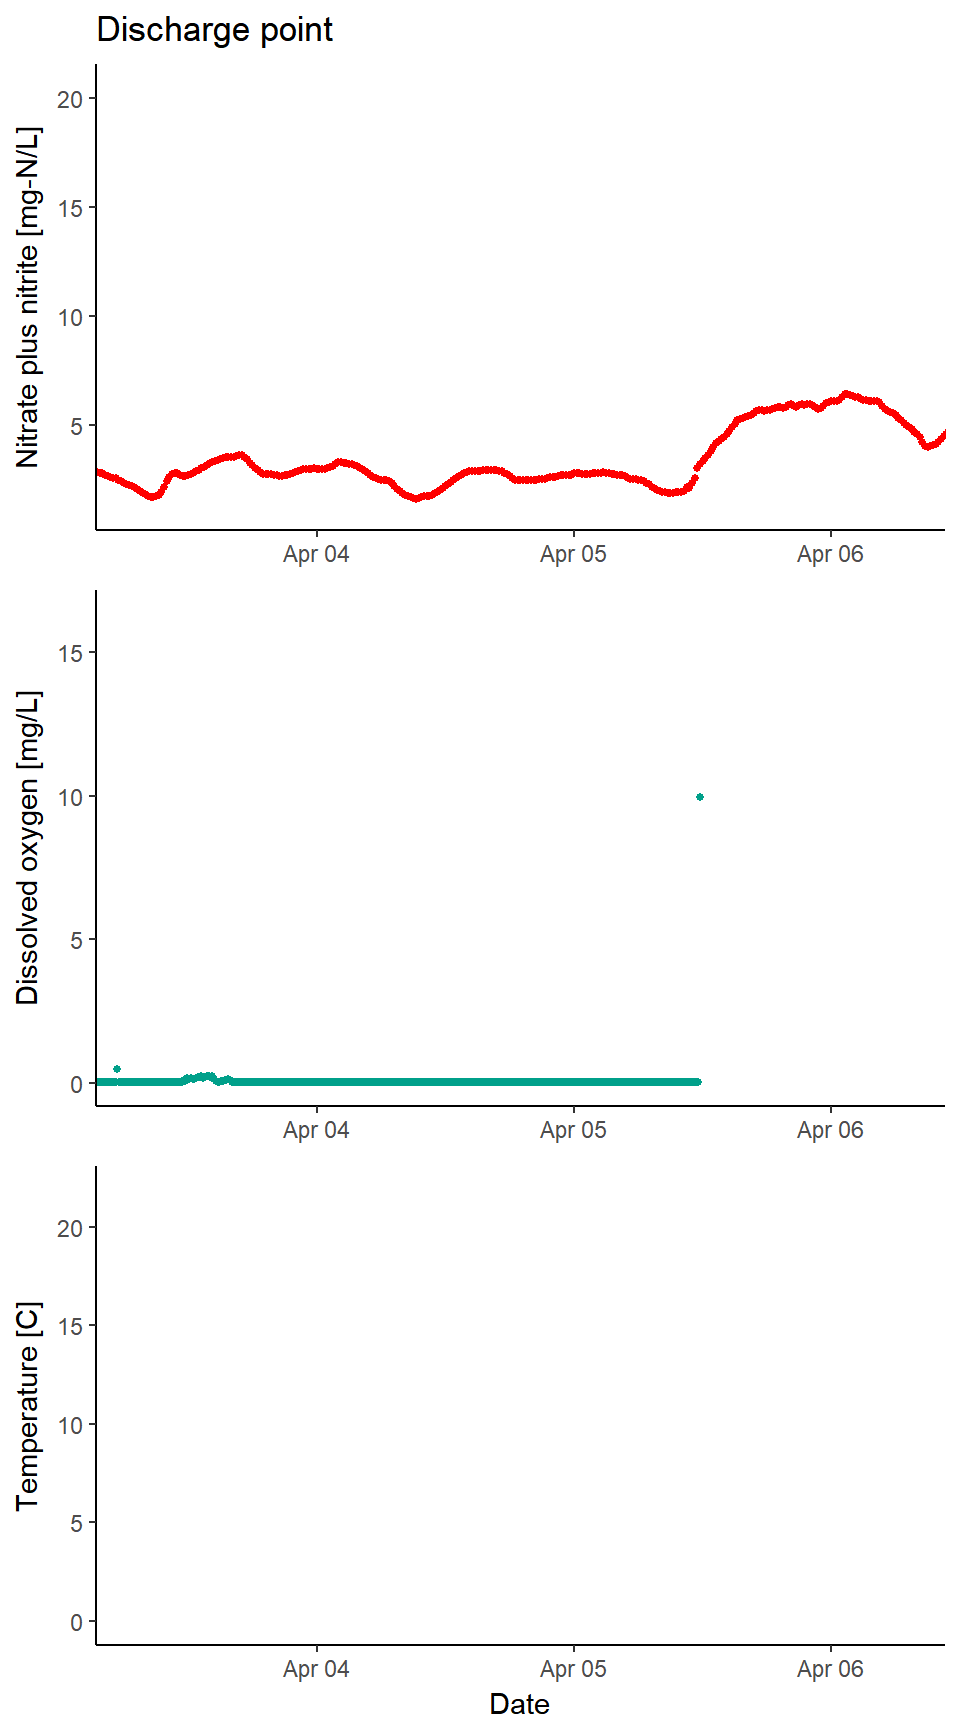 Discharge point
Nitrate plus nitrite [mg-N/L]
20
15
10
5
Apr 04
Apr 05
Apr 06
Dissolved oxygen [mg/L]
15
10
5
0
Apr 04
Apr 05
Apr 06
Temperature [C]
20
15
10
5
0
Apr 04
Apr 05
Apr 06
Date